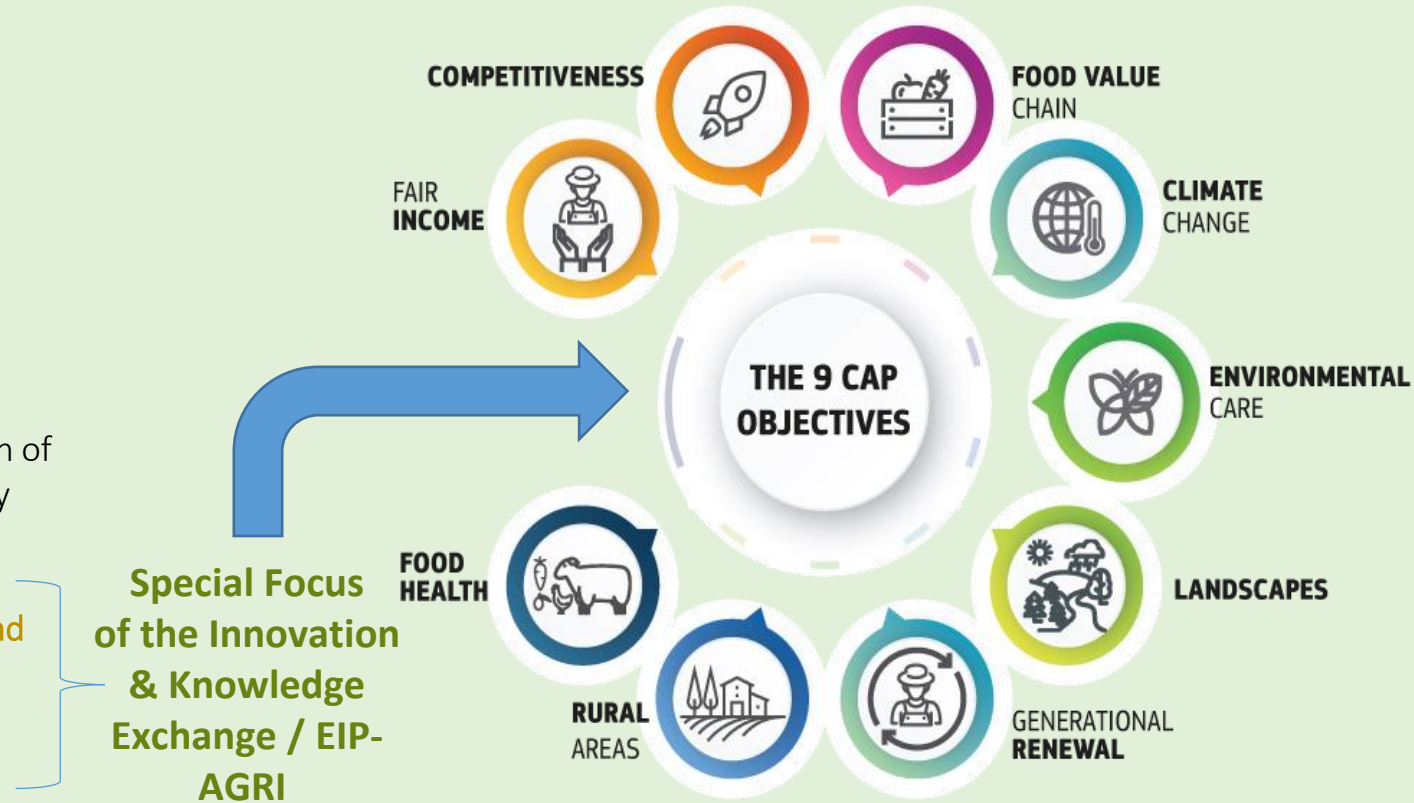 COMPETITIVENESS
FOOD VALUE
CHAIN
FAIR
INCOME
CLIMATE
CHANGE
THE 9 CAP
OBJECTIVES
ENVIRONMENTAL
CARE
of
FOOD
HEALTH
Special Focus
of the Innovation
& Knowledge
Exchange / EIP-
AGRI
LANDSCAPES
RURAL
AREAS
GENERATIONAL
RENEWAL